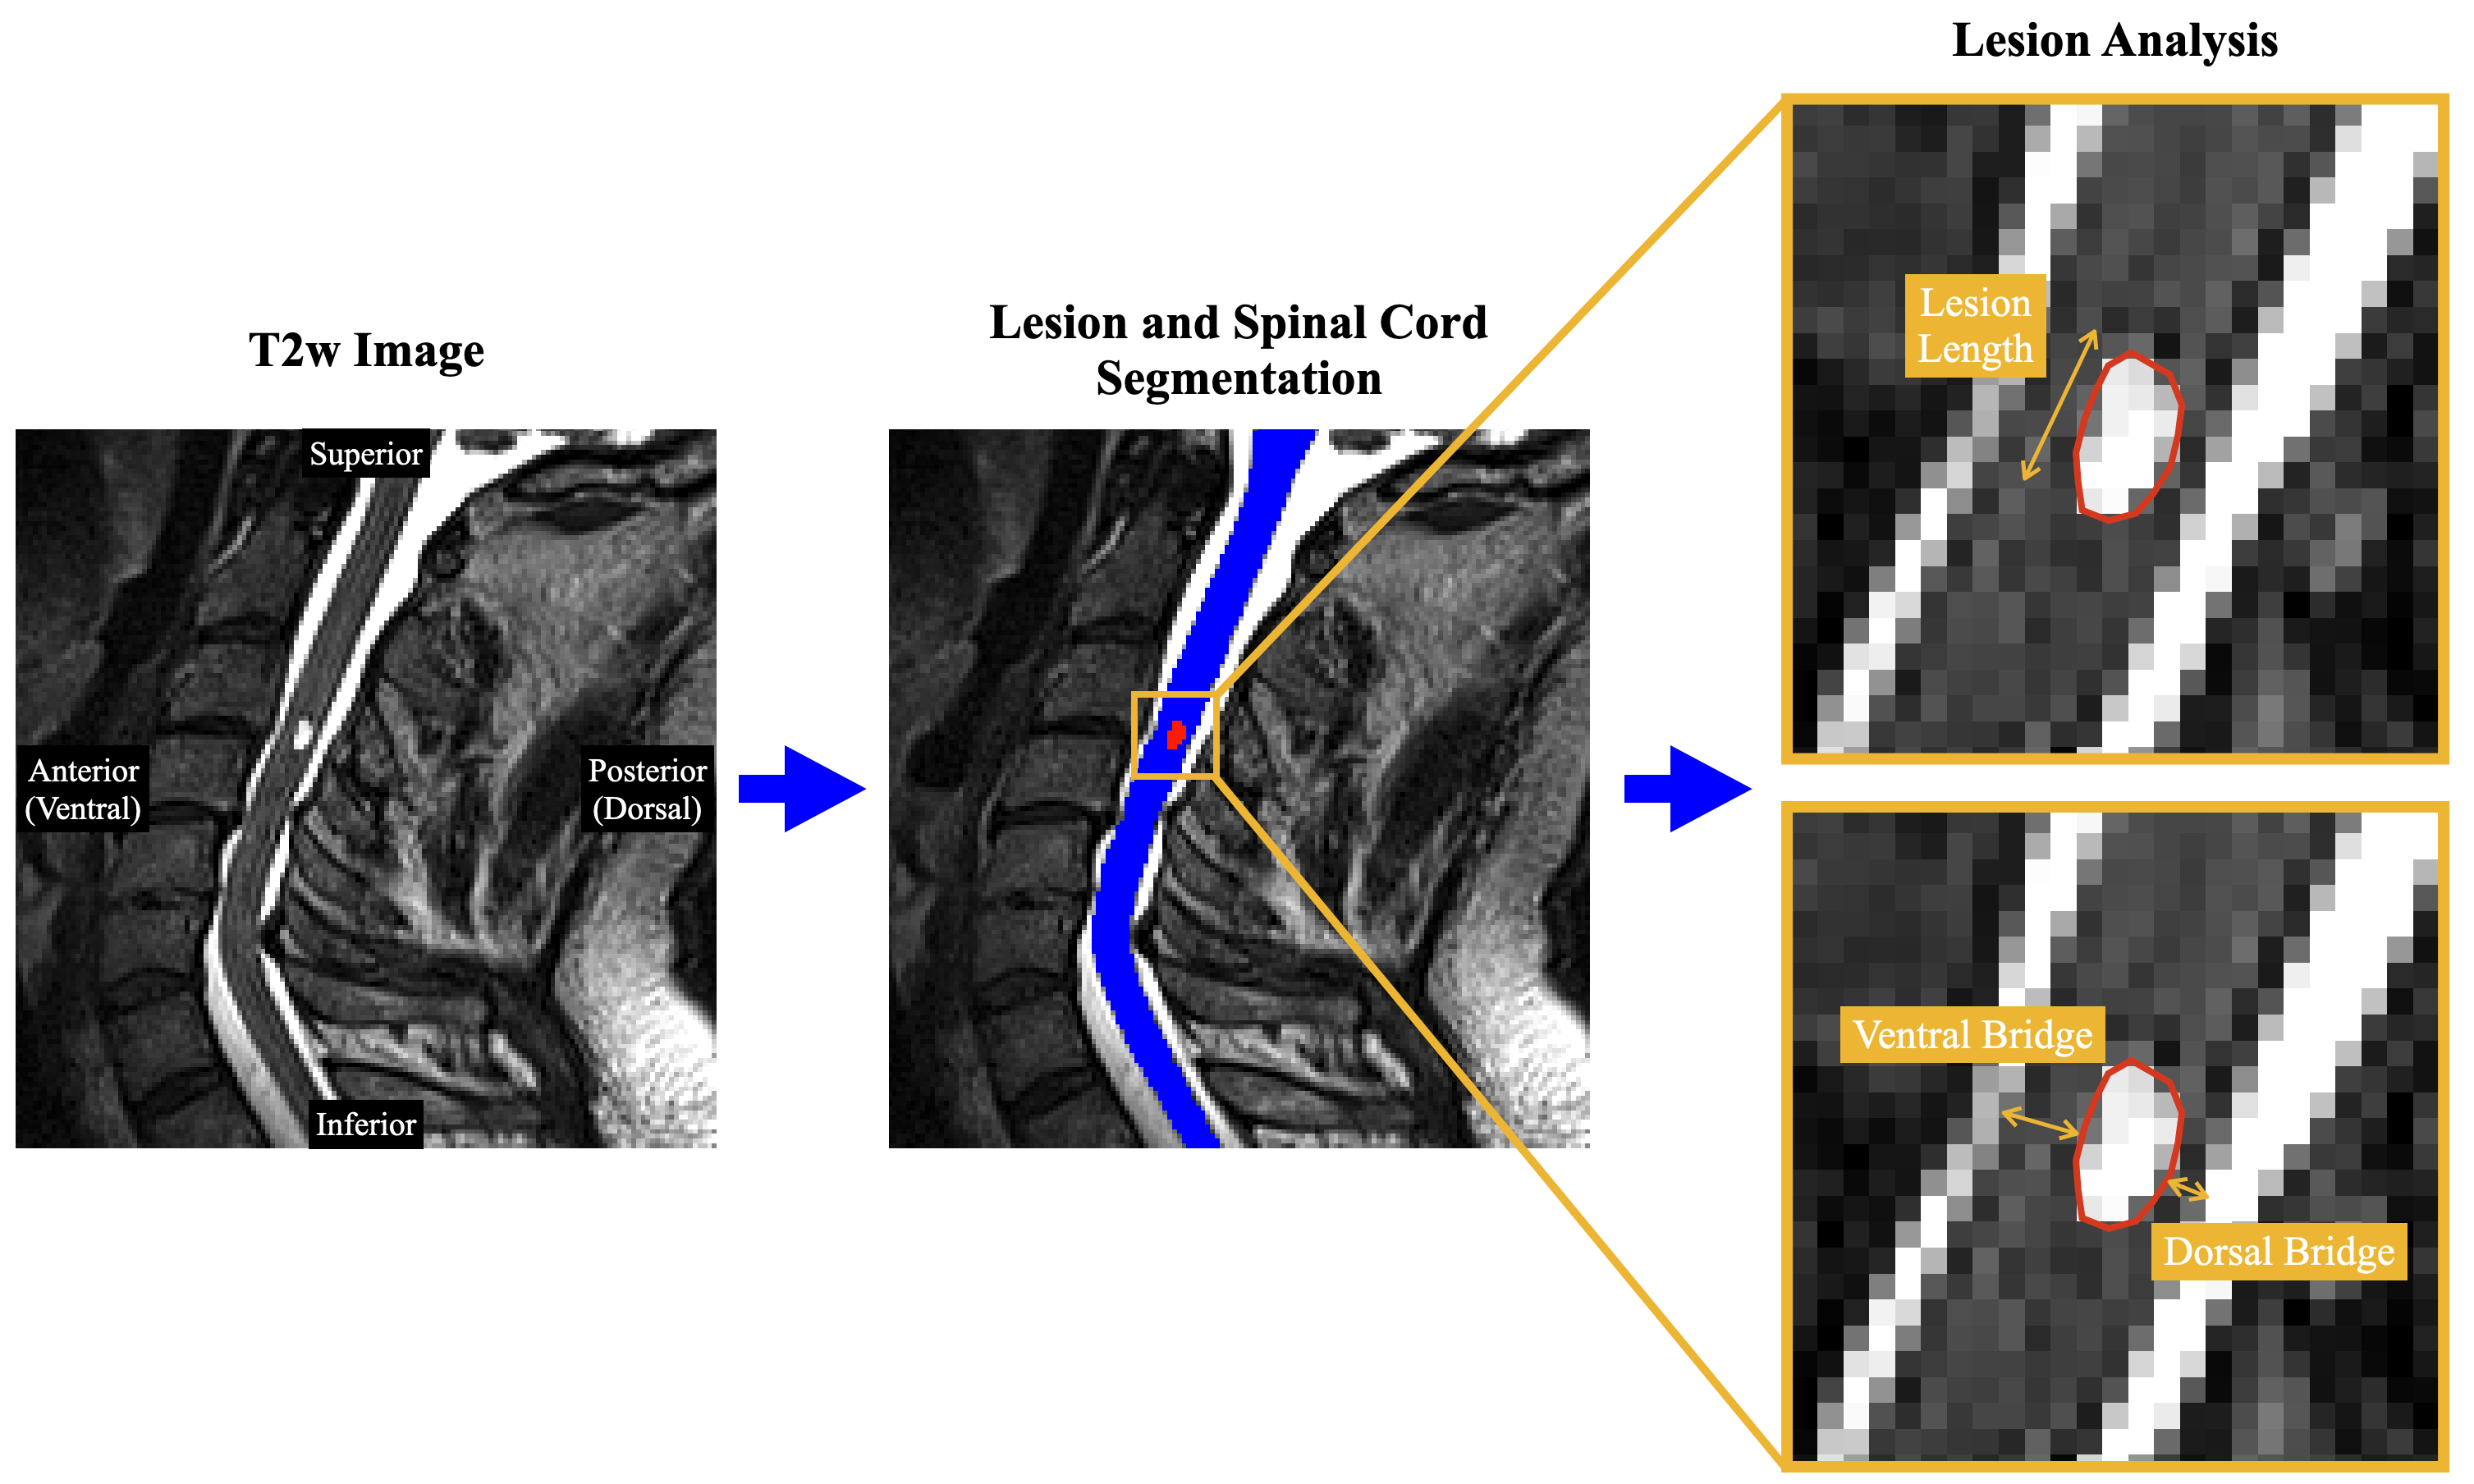 T2w Image
Superior
Anterior
(Ventral)
Posterior
(Dorsal)
Inferior
Lesion and Spinal Cord
Segmentation
Lesion Analysis
Lesion
Length
Ventral Bridge
Dorsal Bridge